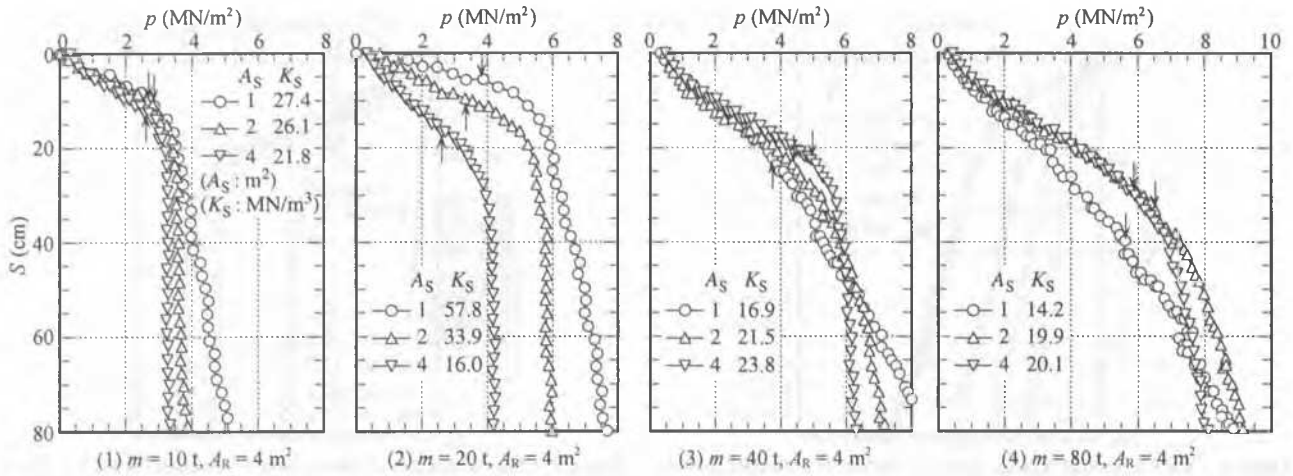 p (MN/m²)
0 2 4 6 8
S (cm)
0
20
40
60
80
A_S K_S
1 27.4
2 26.1
4 21.8
(A_S : m²)
(K_S : MN/m³)
(1) m = 10 t, A_R = 4 m²
p (MN/m²)
0 2 4 6 8
A_S K_S
1 57.8
2 33.9
4 16.0
(2) m = 20 t, A_R = 4 m²
p (MN/m²)
0 2 4 6 8
A_S K_S
1 16.9
2 21.5
4 23.8
(3) m = 40 t, A_R = 4 m²
p (MN/m²)
0 2 4 6 8 10
A_S K_S
1 14.2
2 19.9
4 20.1
(4) m = 80 t, A_R = 4 m²